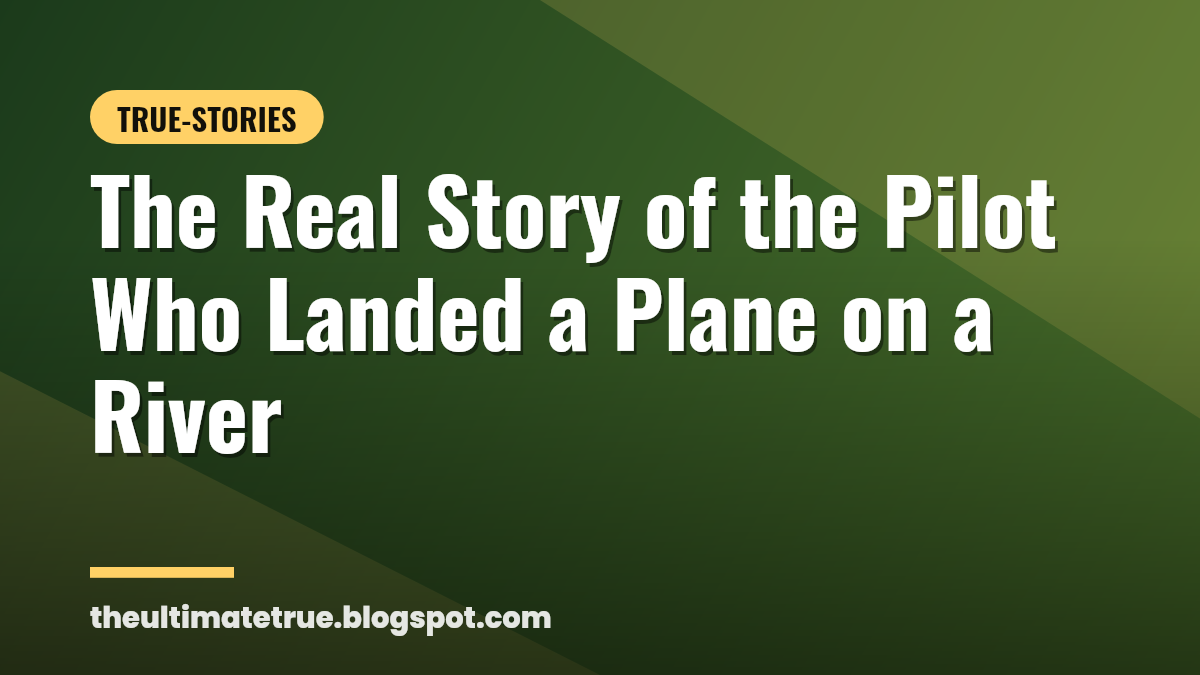 TRUE-STORIES
The Real Story of the Pilot
Who Landed a Plane on a
River
theultimatetrue.blogspot.com